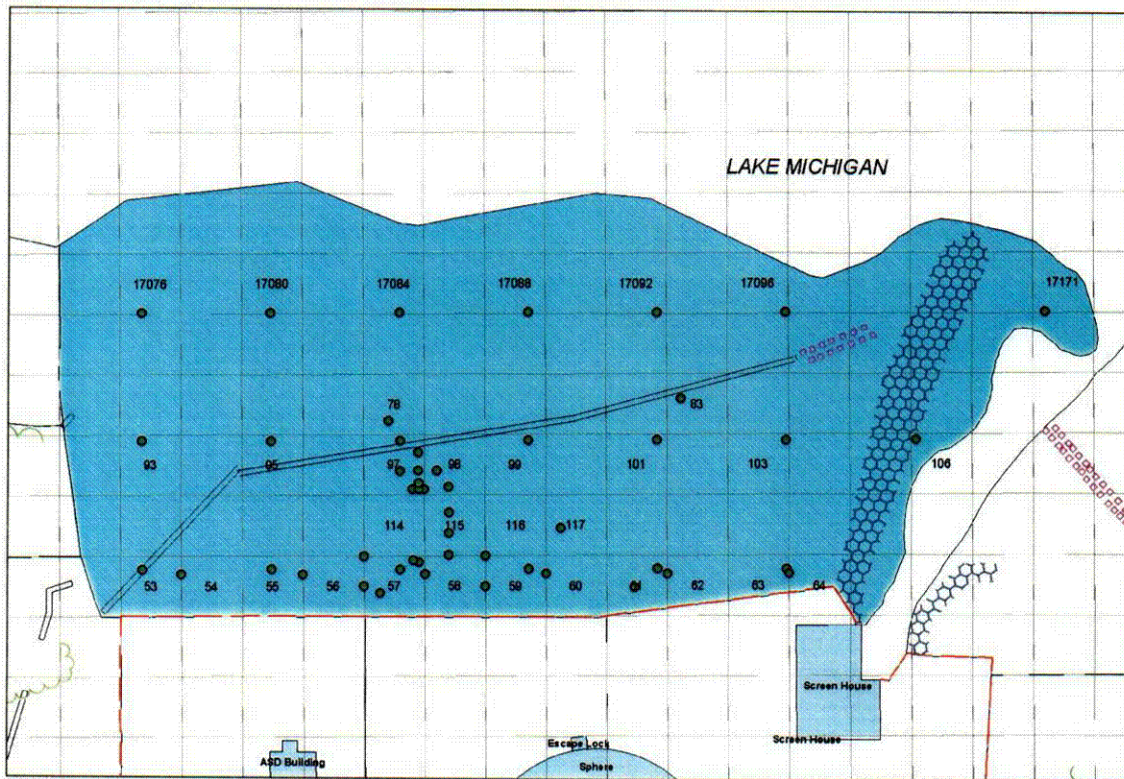 LAKE MICHIGAN
17076 17080 17084 17088 17092 17096 17171
78 83
93 95 97 98 99 101 103 106
114 115 116 117
53 54 55 56 57 58 59 60 61 62 63 64
Screen House
Screen House
Escape Lock
ASD Building
Sphere